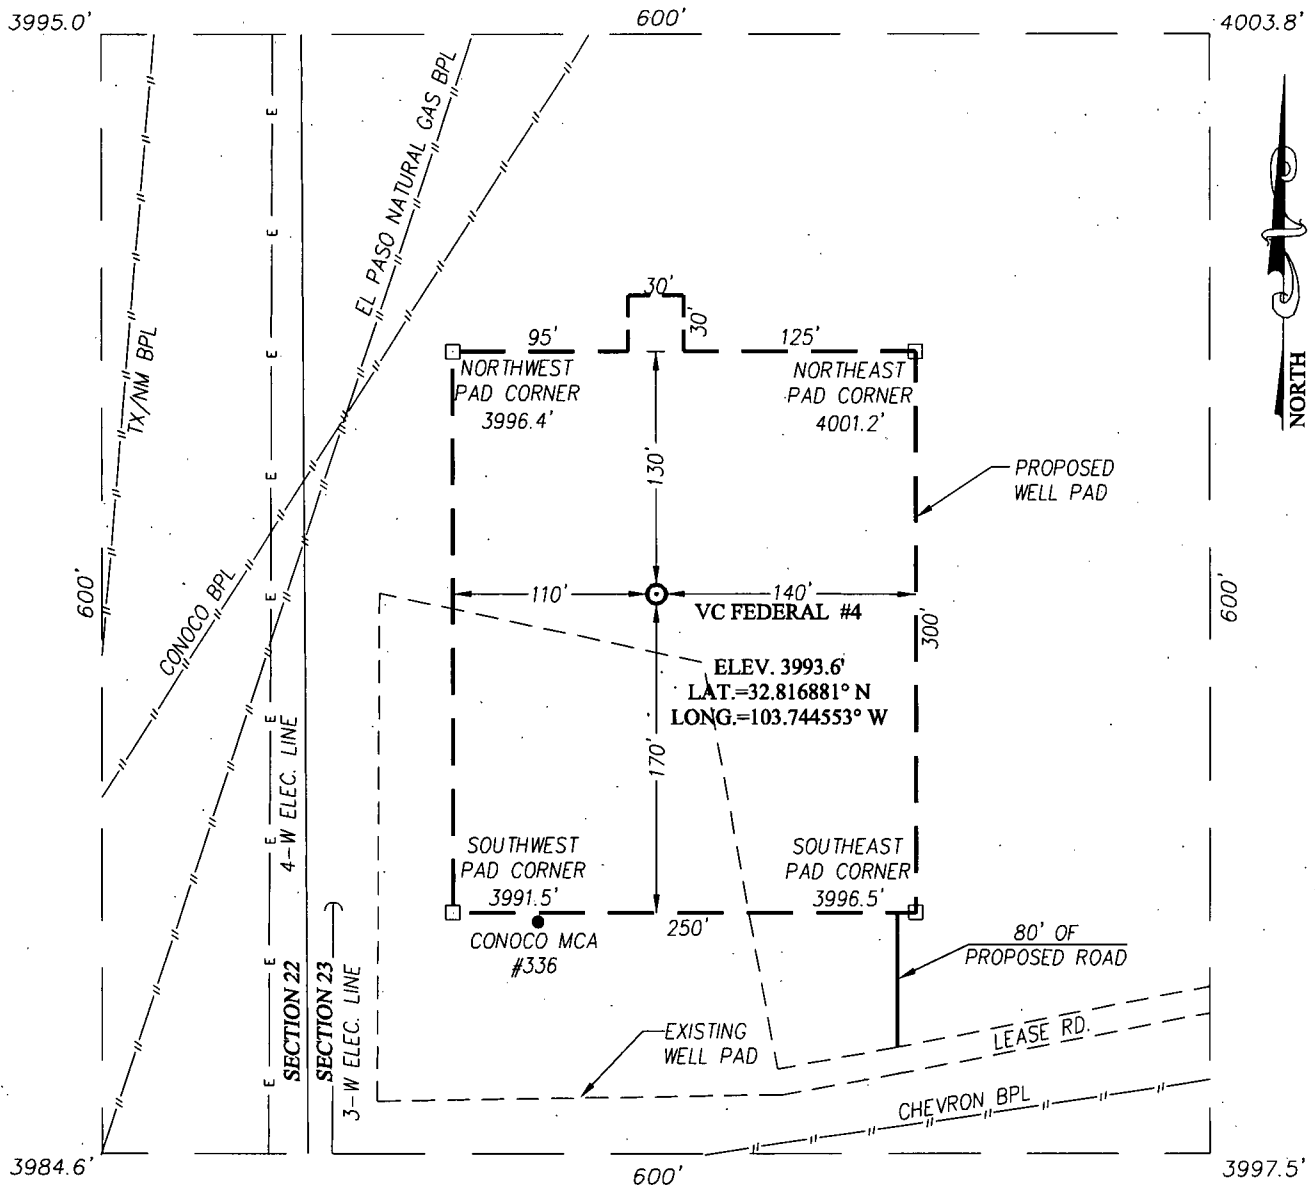 3995.0'
600'
4003.8'
EL PASO NATURAL GAS BPL
TX/NM BPL
30'
30'
95'
125'
NORTHWEST
PAD CORNER
3996.4'
NORTHEAST
PAD CORNER
4001.2'
NORTH
130'
PROPOSED
WELL PAD
600'
CONOCO BPL
110'
140'
VC FEDERAL #4
300'
600'
ELEV. 3993.6'
LAT.=32.816881° N
LONG.=103.744553° W
170'
E
E
E
E
E
E
E
E
E
4-W ELEC. LINE
SOUTHWEST
PAD CORNER
3991.5'
SOUTHEAST
PAD CORNER
3996.5'
250'
CONOCO MCA
#336
80' OF
PROPOSED ROAD
SECTION 22
SECTION 23
3-W ELEC. LINE
EXISTING
WELL PAD
LEASE RD.
CHEVRON BPL
3984.6'
600'
3997.5'